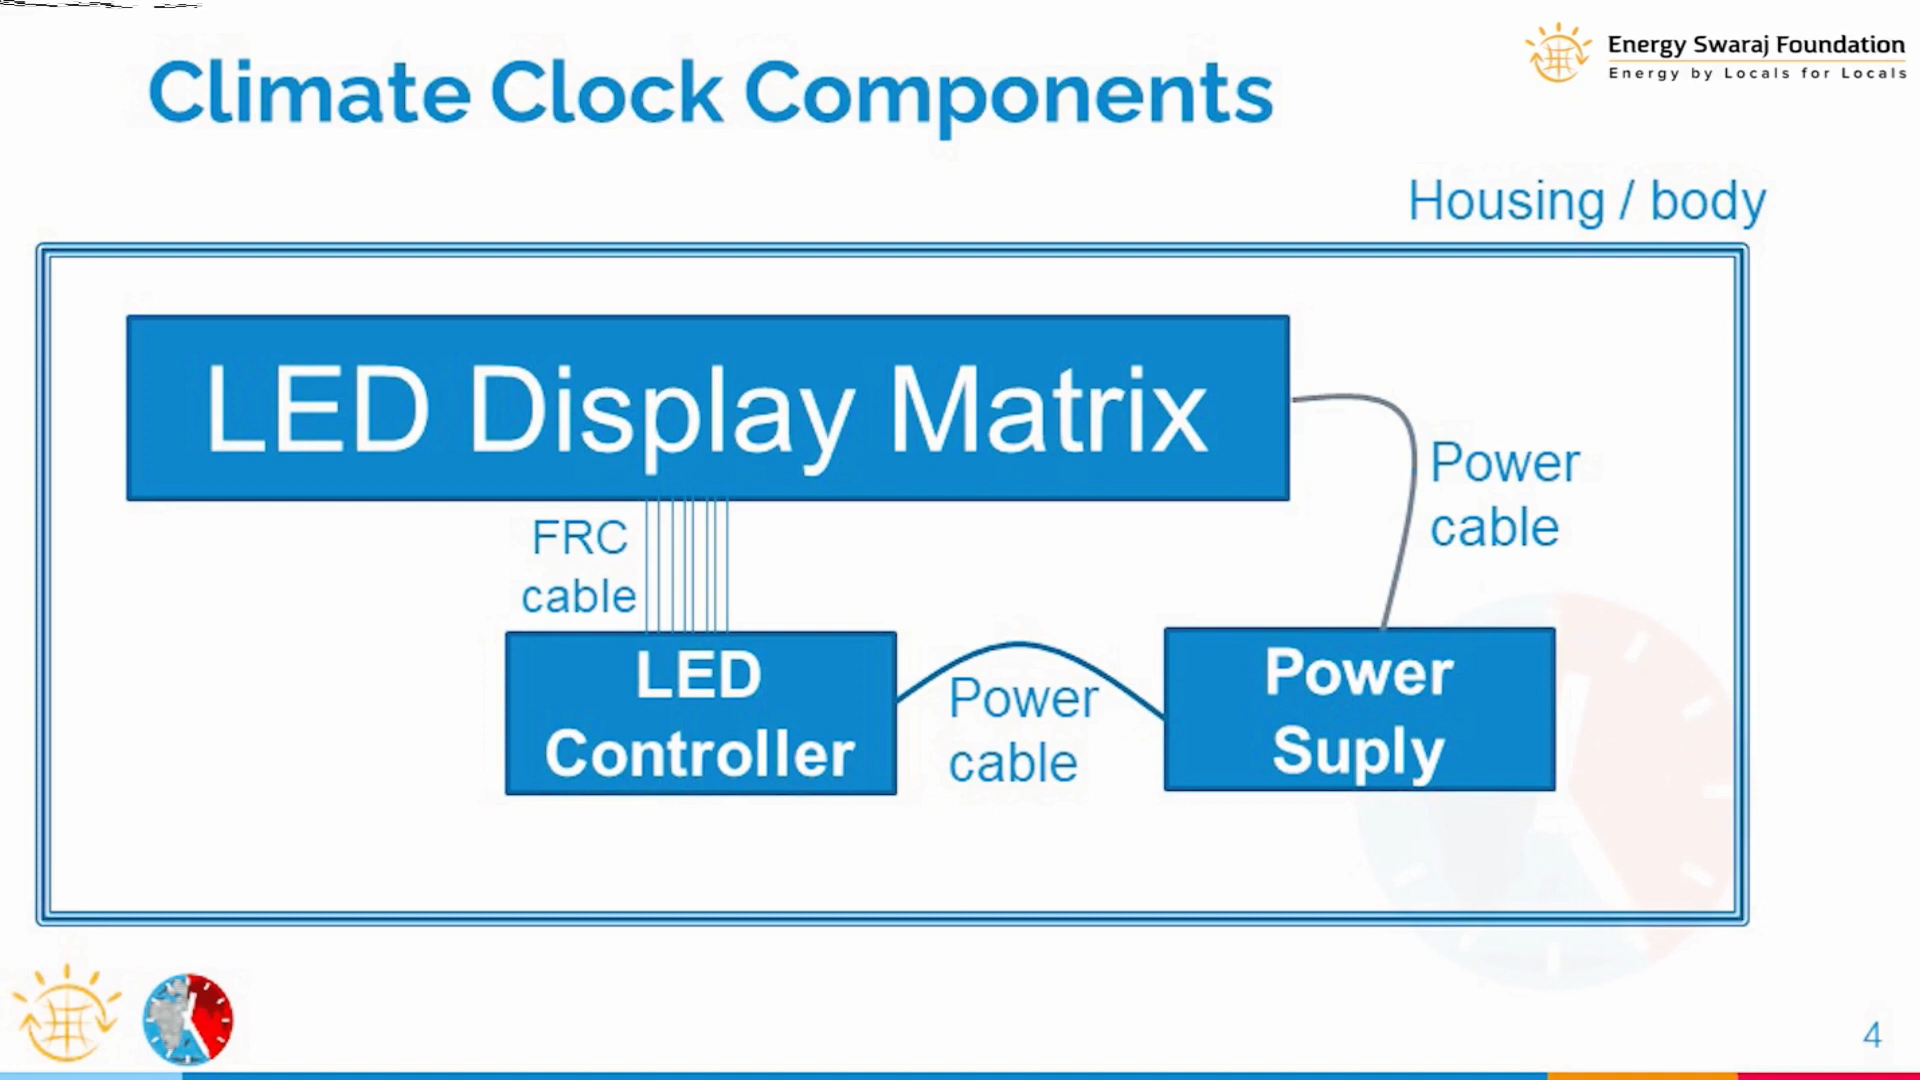 Climate Clock Components
Energy Swaraj Foundation
Energy by Locals for Locals
Housing / body
LED Display Matrix
Power
cable
FRC
cable
LED
Controller
Power
cable
Power
Suply
4